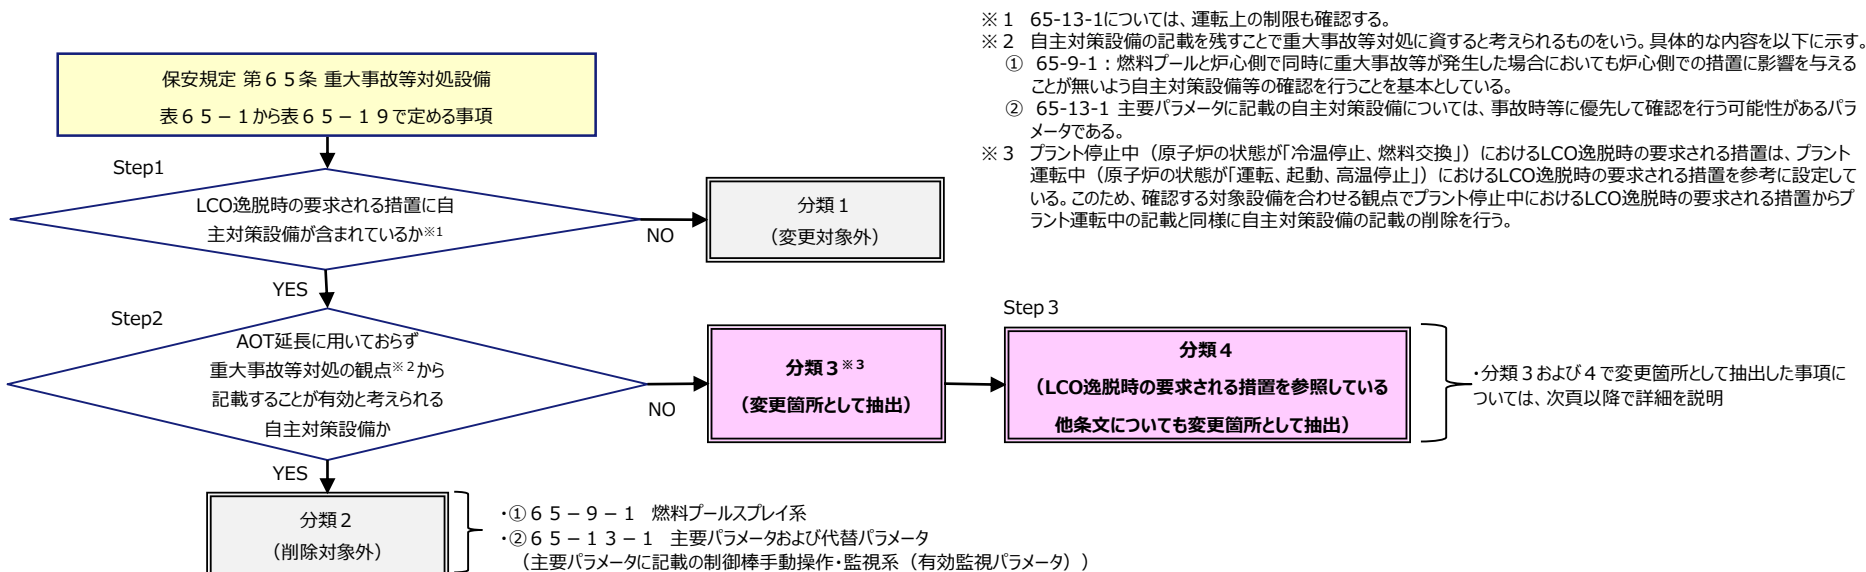 ※１ 65-13-1については、運転上の制限も確認する。
※２ 自主対策設備の記載を残すことで重大事故等対処に資すると考えられるものをいう。具体的な内容を以下に示す。
① 65-9-1：燃料プールと炉心側で同時に重大事故等が発生した場合においても炉心側での措置に影響を与える
ことが無いよう自主対策設備等の確認を行うことを基本としている。
② 65-13-1 主要パラメータに記載の自主対策設備については、事故時等に優先して確認を行う可能性があるパラ
メータである。
※３ プラント停止中（原子炉の状態が「冷温停止、燃料交換」）におけるLCO逸脱時の要求される措置は、プラント
運転中（原子炉の状態が「運転、起動、高温停止」）におけるLCO逸脱時の要求される措置を参考に設定して
いる。このため、確認する対象設備を合わせる観点でプラント停止中におけるLCO逸脱時の要求される措置からプ
ラント運転中の記載と同様に自主対策設備の記載の削除を行う。
保安規定 第６５条 重大事故等対処設備
表６５－１から表６５－１９で定める事項
Step1
LCO逸脱時の要求される措置に自
主対策設備が含まれているか※1
NO
分類１
（変更対象外）
YES
Step2
AOT延長に用いておらず
重大事故等対処の観点※2から
記載することが有効と考えられる
自主対策設備か
NO
分類３※3
（変更箇所として抽出）
Step３
分類４
（LCO逸脱時の要求される措置を参照している
他条文についても変更箇所として抽出）
・分類３および４で変更箇所として抽出した事項に
ついては、次頁以降で詳細を説明
YES
分類２
（削除対象外）
・①６５－９－１ 燃料プールスプレイ系
・②６５－１３－１ 主要パラメータおよび代替パラメータ
（主要パラメータに記載の制御棒手動操作・監視系（有効監視パラメータ））